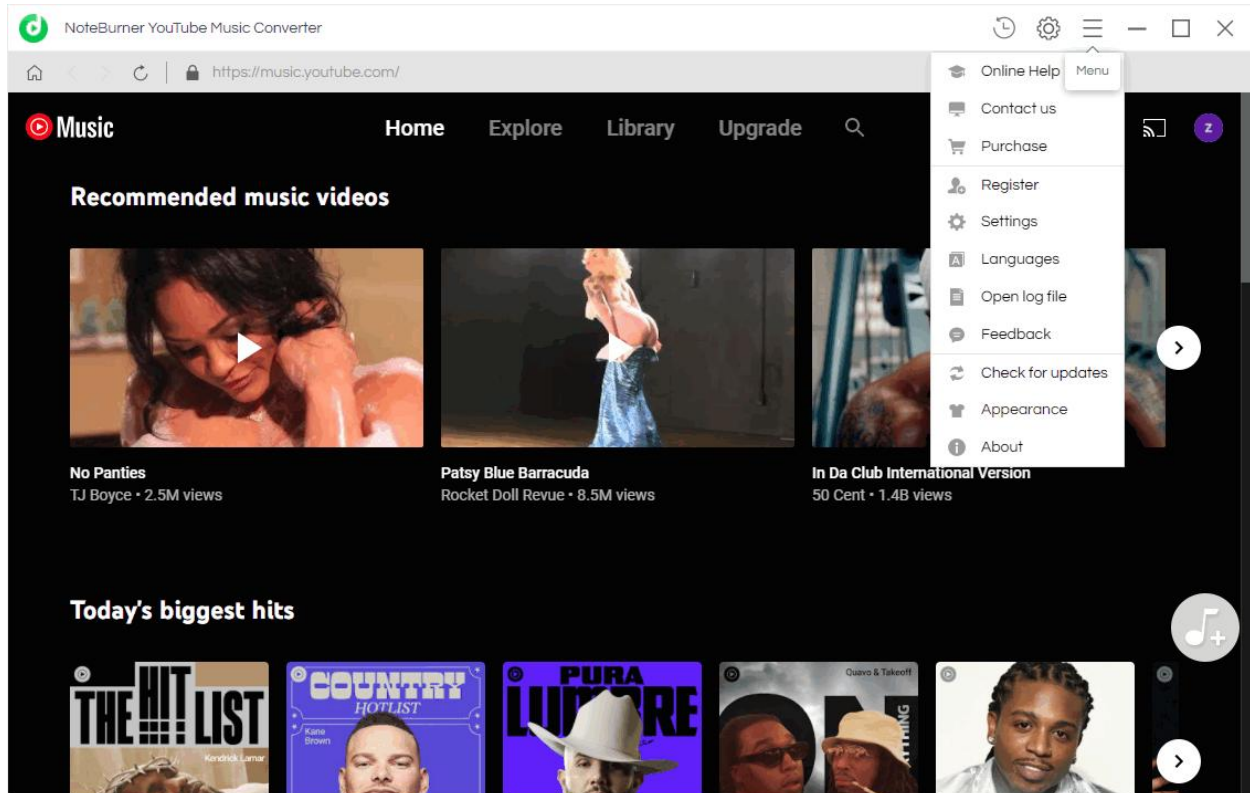 NoteBurner YouTube Music Converter
https://music.youtube.com/
Menu
Online Help
Contact us
Purchase
Register
Settings
Languages
Open log file
Feedback
Check for updates
Appearance
About
Music
Home
Explore
Library
Upgrade
Z
Recommended music videos
No Panties
TJ Boyce • 2.5M views
Patsy Blue Barracuda
Rocket Doll Revue • 8.5M views
In Da Club International Version
50 Cent • 1.4B views
Today's biggest hits
THE HIT LIST
Kendrick Lamar
COUNTRY
HOTLIST
Kane
Brown
PURA
LUMBRE
Quavo & Takeoff
ON